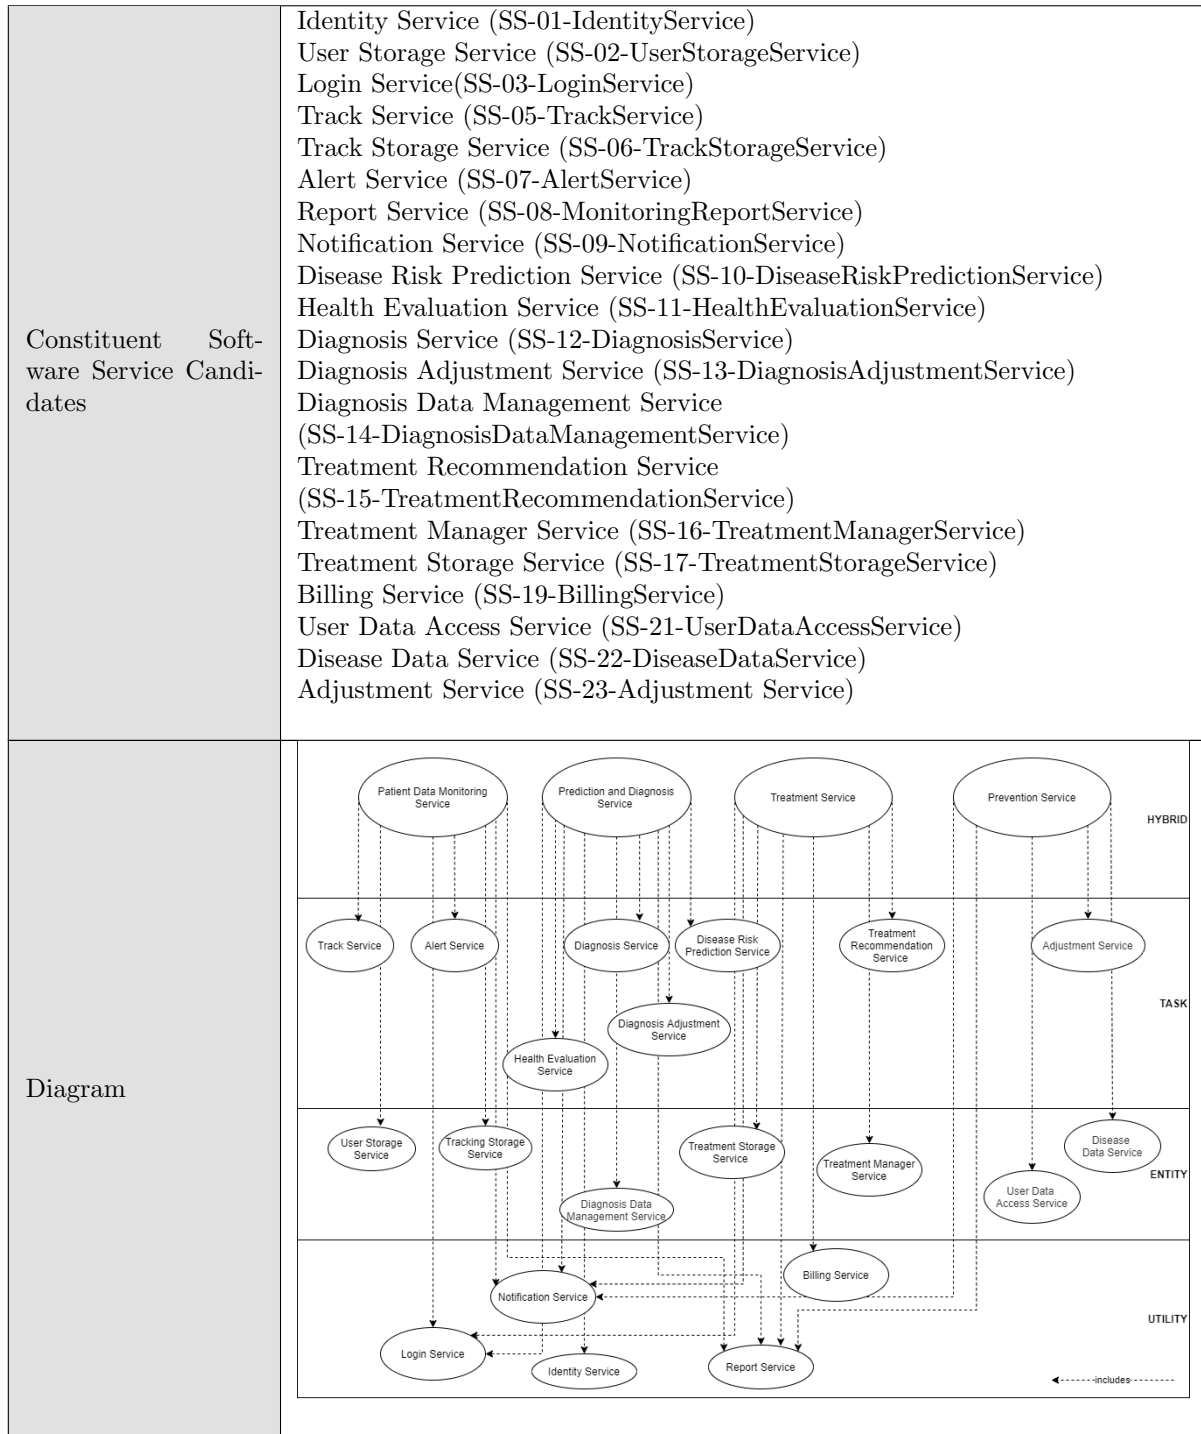 Identity Service (SS-01-IdentityService)
User Storage Service (SS-02-UserStorageService)
Login Service(SS-03-LoginService)
Track Service (SS-05-TrackService)
Track Storage Service (SS-06-TrackStorageService)
Alert Service (SS-07-AlertService)
Report Service (SS-08-MonitoringReportService)
Notification Service (SS-09-NotificationService)
Disease Risk Prediction Service (SS-10-DiseaseRiskPredictionService)
Health Evaluation Service (SS-11-HealthEvaluationService)
Constituent Soft-
ware Service Candi-
dates
Diagnosis Service (SS-12-DiagnosisService)
Diagnosis Adjustment Service (SS-13-DiagnosisAdjustmentService)
Diagnosis Data Management Service
(SS-14-DiagnosisDataManagementService)
Treatment Recommendation Service
(SS-15-TreatmentRecommendationService)
Treatment Manager Service (SS-16-TreatmentManagerService)
Treatment Storage Service (SS-17-TreatmentStorageService)
Billing Service (SS-19-BillingService)
User Data Access Service (SS-21-UserDataAccessService)
Disease Data Service (SS-22-DiseaseDataService)
Adjustment Service (SS-23-Adjustment Service)
Diagram
Patient Data Monitoring
Service
Prediction and Diagnosis
Service
Treatment Service
Prevention Service
HYBRID
Track Service
Alert Service
Diagnosis Service
Disease Risk
Prediction Service
Treatment
Recommendation
Service
Adjustment Service
TASK
Diagnosis Adjustment
Service
Health Evaluation
Service
User Storage
Service
Tracking Storage
Service
Treatment Storage
Service
Treatment Manager
Service
Disease
Data Service
ENTITY
User Data
Access Service
Diagnosis Data
Management Service
Billing Service
Notification Service
UTILITY
Login Service
Identity Service
Report Service
includes